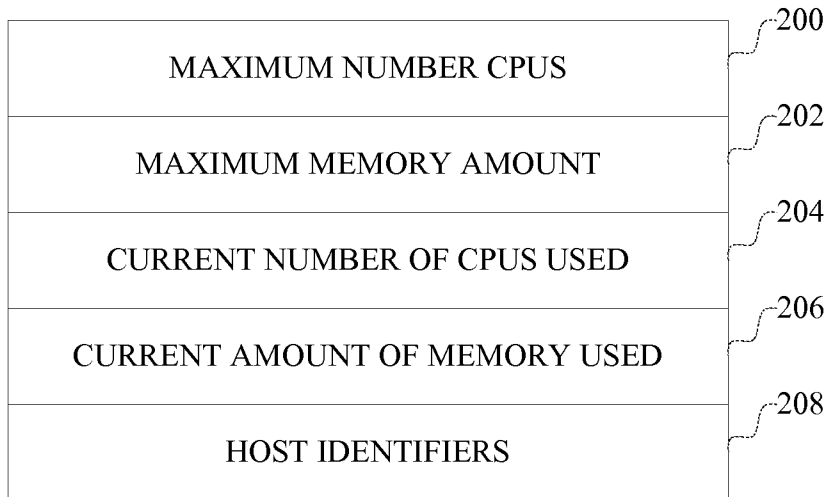 200
MAXIMUM NUMBER CPUS
202
MAXIMUM MEMORY AMOUNT
204
CURRENT NUMBER OF CPUS USED
206
CURRENT AMOUNT OF MEMORY USED
208
HOST IDENTIFIERS